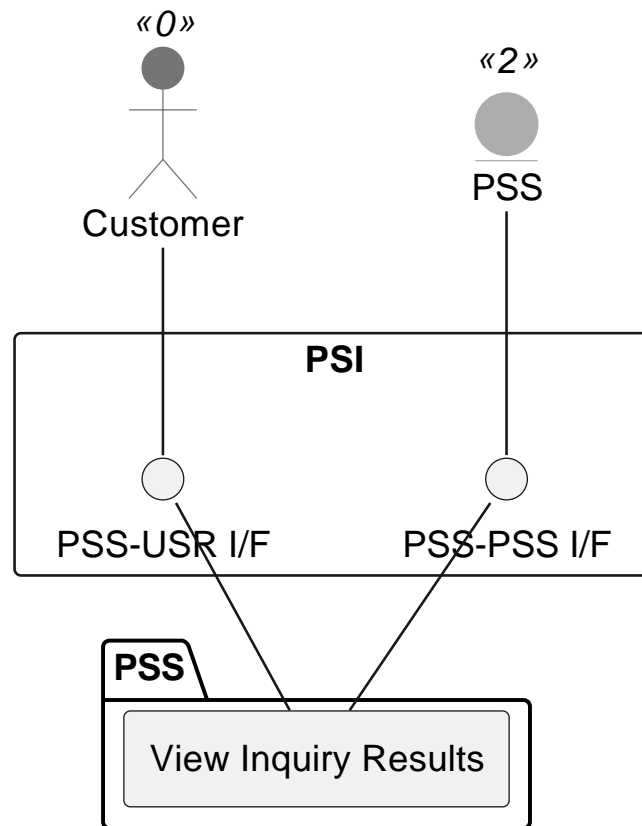 «0»
«2»
Customer
PSS
PSI
PSS-USR I/F
PSS-PSS I/F
PSS
View Inquiry Results